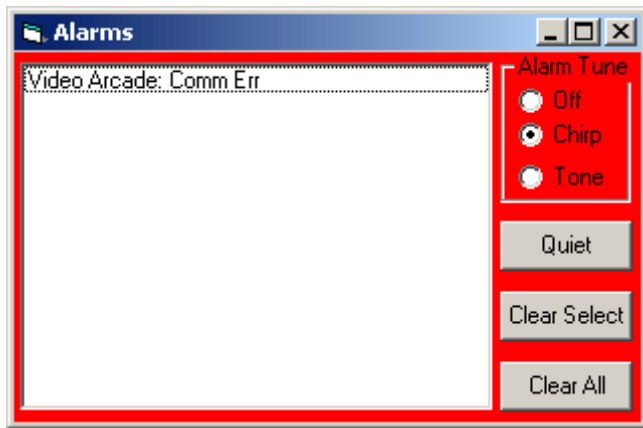 Alarms
Video Arcade: Comm Err
Alarm Tune
Off
Chirp
Tone
Quiet
Clear Select
Clear All